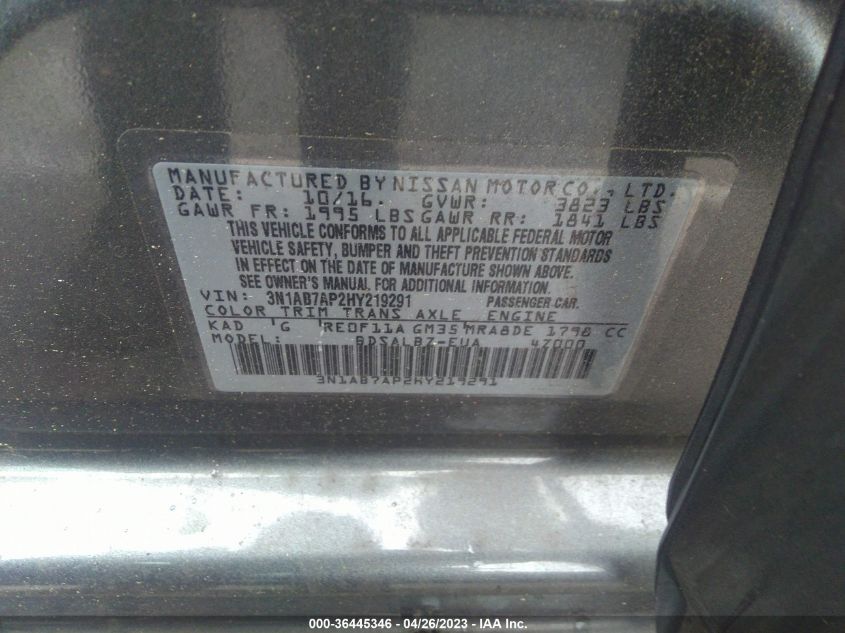 MANUFACTURED BY NISSAN MOTOR CO., LTD.
DATE: 10/16. GVWR: 3823 LBS
GAWR FR: 1995 LBS GAWR RR: 1841 LBS
THIS VEHICLE CONFORMS TO ALL APPLICABLE FEDERAL MOTOR
VEHICLE SAFETY, BUMPER AND THEFT PREVENTION STANDARDS
IN EFFECT ON THE DATE OF MANUFACTURE SHOWN ABOVE.
SEE OWNER'S MANUAL FOR ADDITIONAL INFORMATION.
VIN: 3N1AB7AP2HY219291 PASSENGER CAR.
COLOR TRIM TRANS AXLE ENGINE
KAD G RE0F11A GM35 MRA8DE 1798 CC
MODEL: BDSALBZ-EUA 47000
3N1AB7AP2HY219291
000-36445346 04/26/2023 IAA Inc.